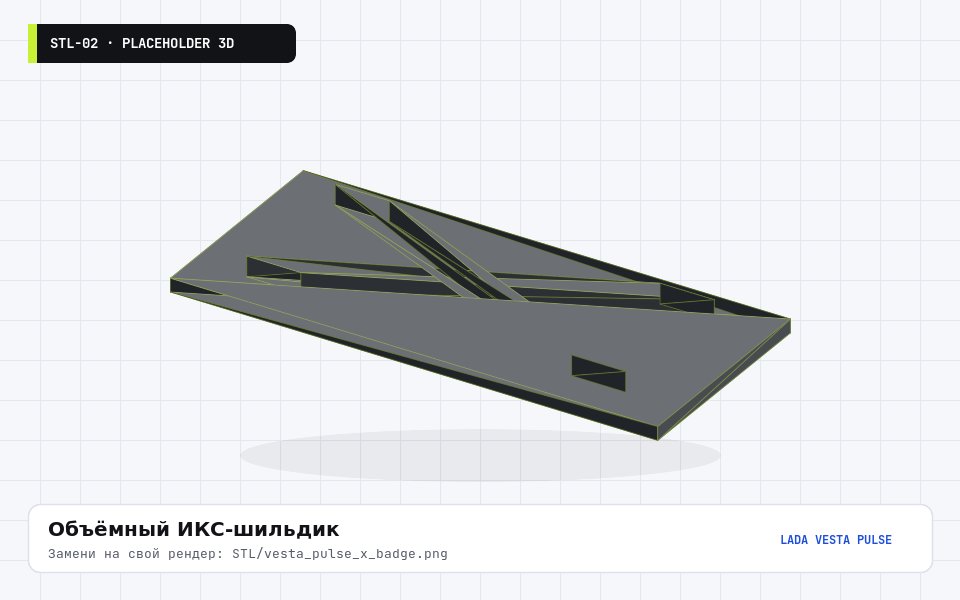 STL-02 · PLACEHOLDER 3D
Объёмный ИКС-шильдик
Замени на свой рендер: STL/vesta_pulse_x_badge.png
LADA VESTA PULSE